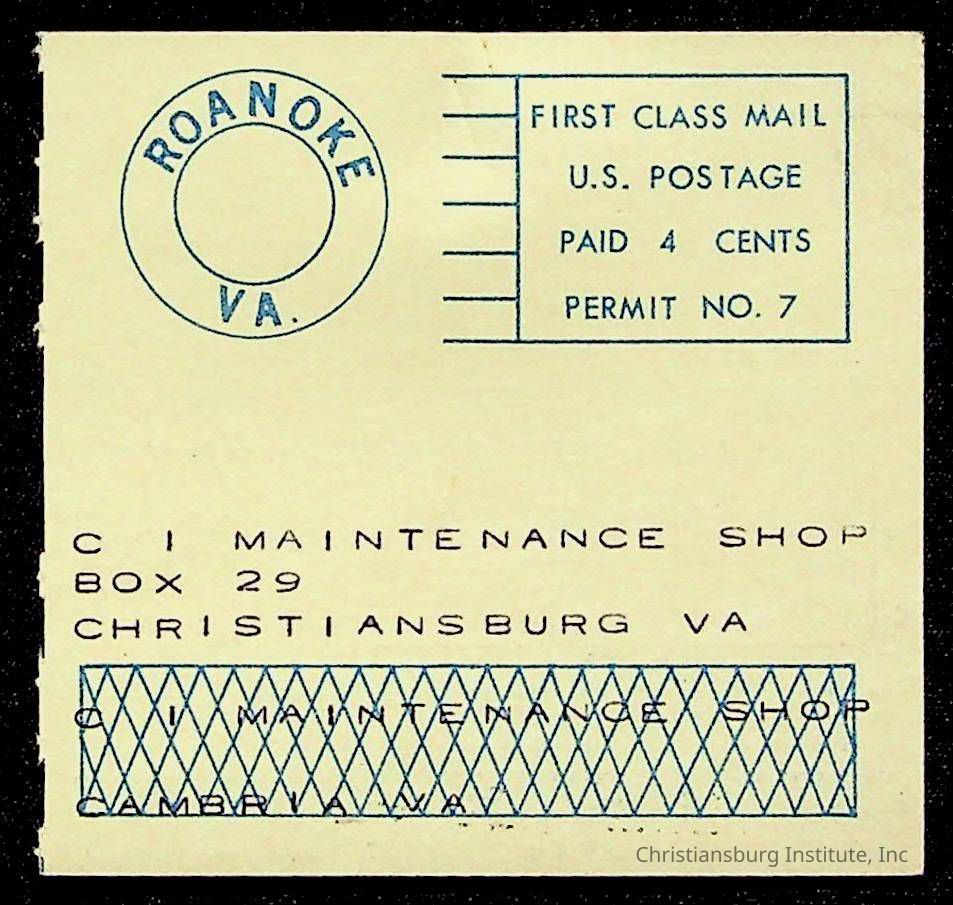 ROANOKE
VA.
FIRST CLASS MAIL
U.S. POSTAGE
PAID 4 CENTS
PERMIT NO. 7
C I MAINTENANCE SHOP
BOX 29
CHRISTIANSBURG VA
C I MAINTENANCE SHOP
CAMBRIA VA
Christiansburg Institute, Inc